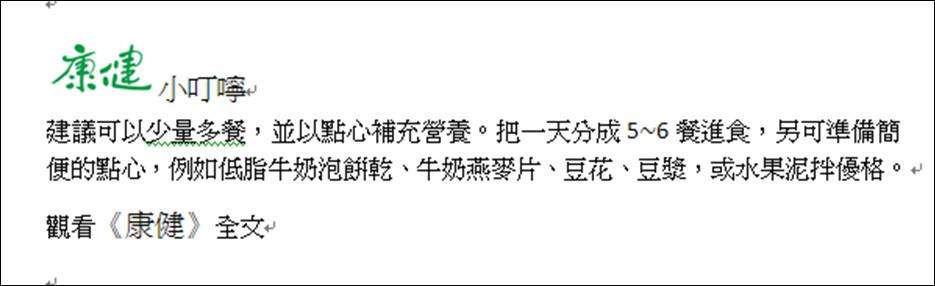 康健 小叮嚀
建議可以少量多餐，並以點心補充營養。把一天分成 5~6 餐進食，另可準備簡
便的點心，例如低脂牛奶泡餅乾、牛奶燕麥片、豆花、豆漿，或水果泥拌優格。
觀看《康健》全文